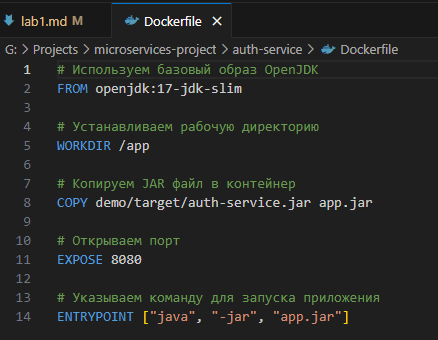 lab1.md M Dockerfile
G: > Projects > microservices-project > auth-service > Dockerfile
1 # Используем базовый образ OpenJDK
2 FROM openjdk:17-jdk-slim
3
4 # Устанавливаем рабочую директорию
5 WORKDIR /app
6
7 # Копируем JAR файл в контейнер
8 COPY demo/target/auth-service.jar app.jar
9
10 # Открываем порт
11 EXPOSE 8080
12
13 # Указываем команду для запуска приложения
14 ENTRYPOINT ["java", "-jar", "app.jar"]